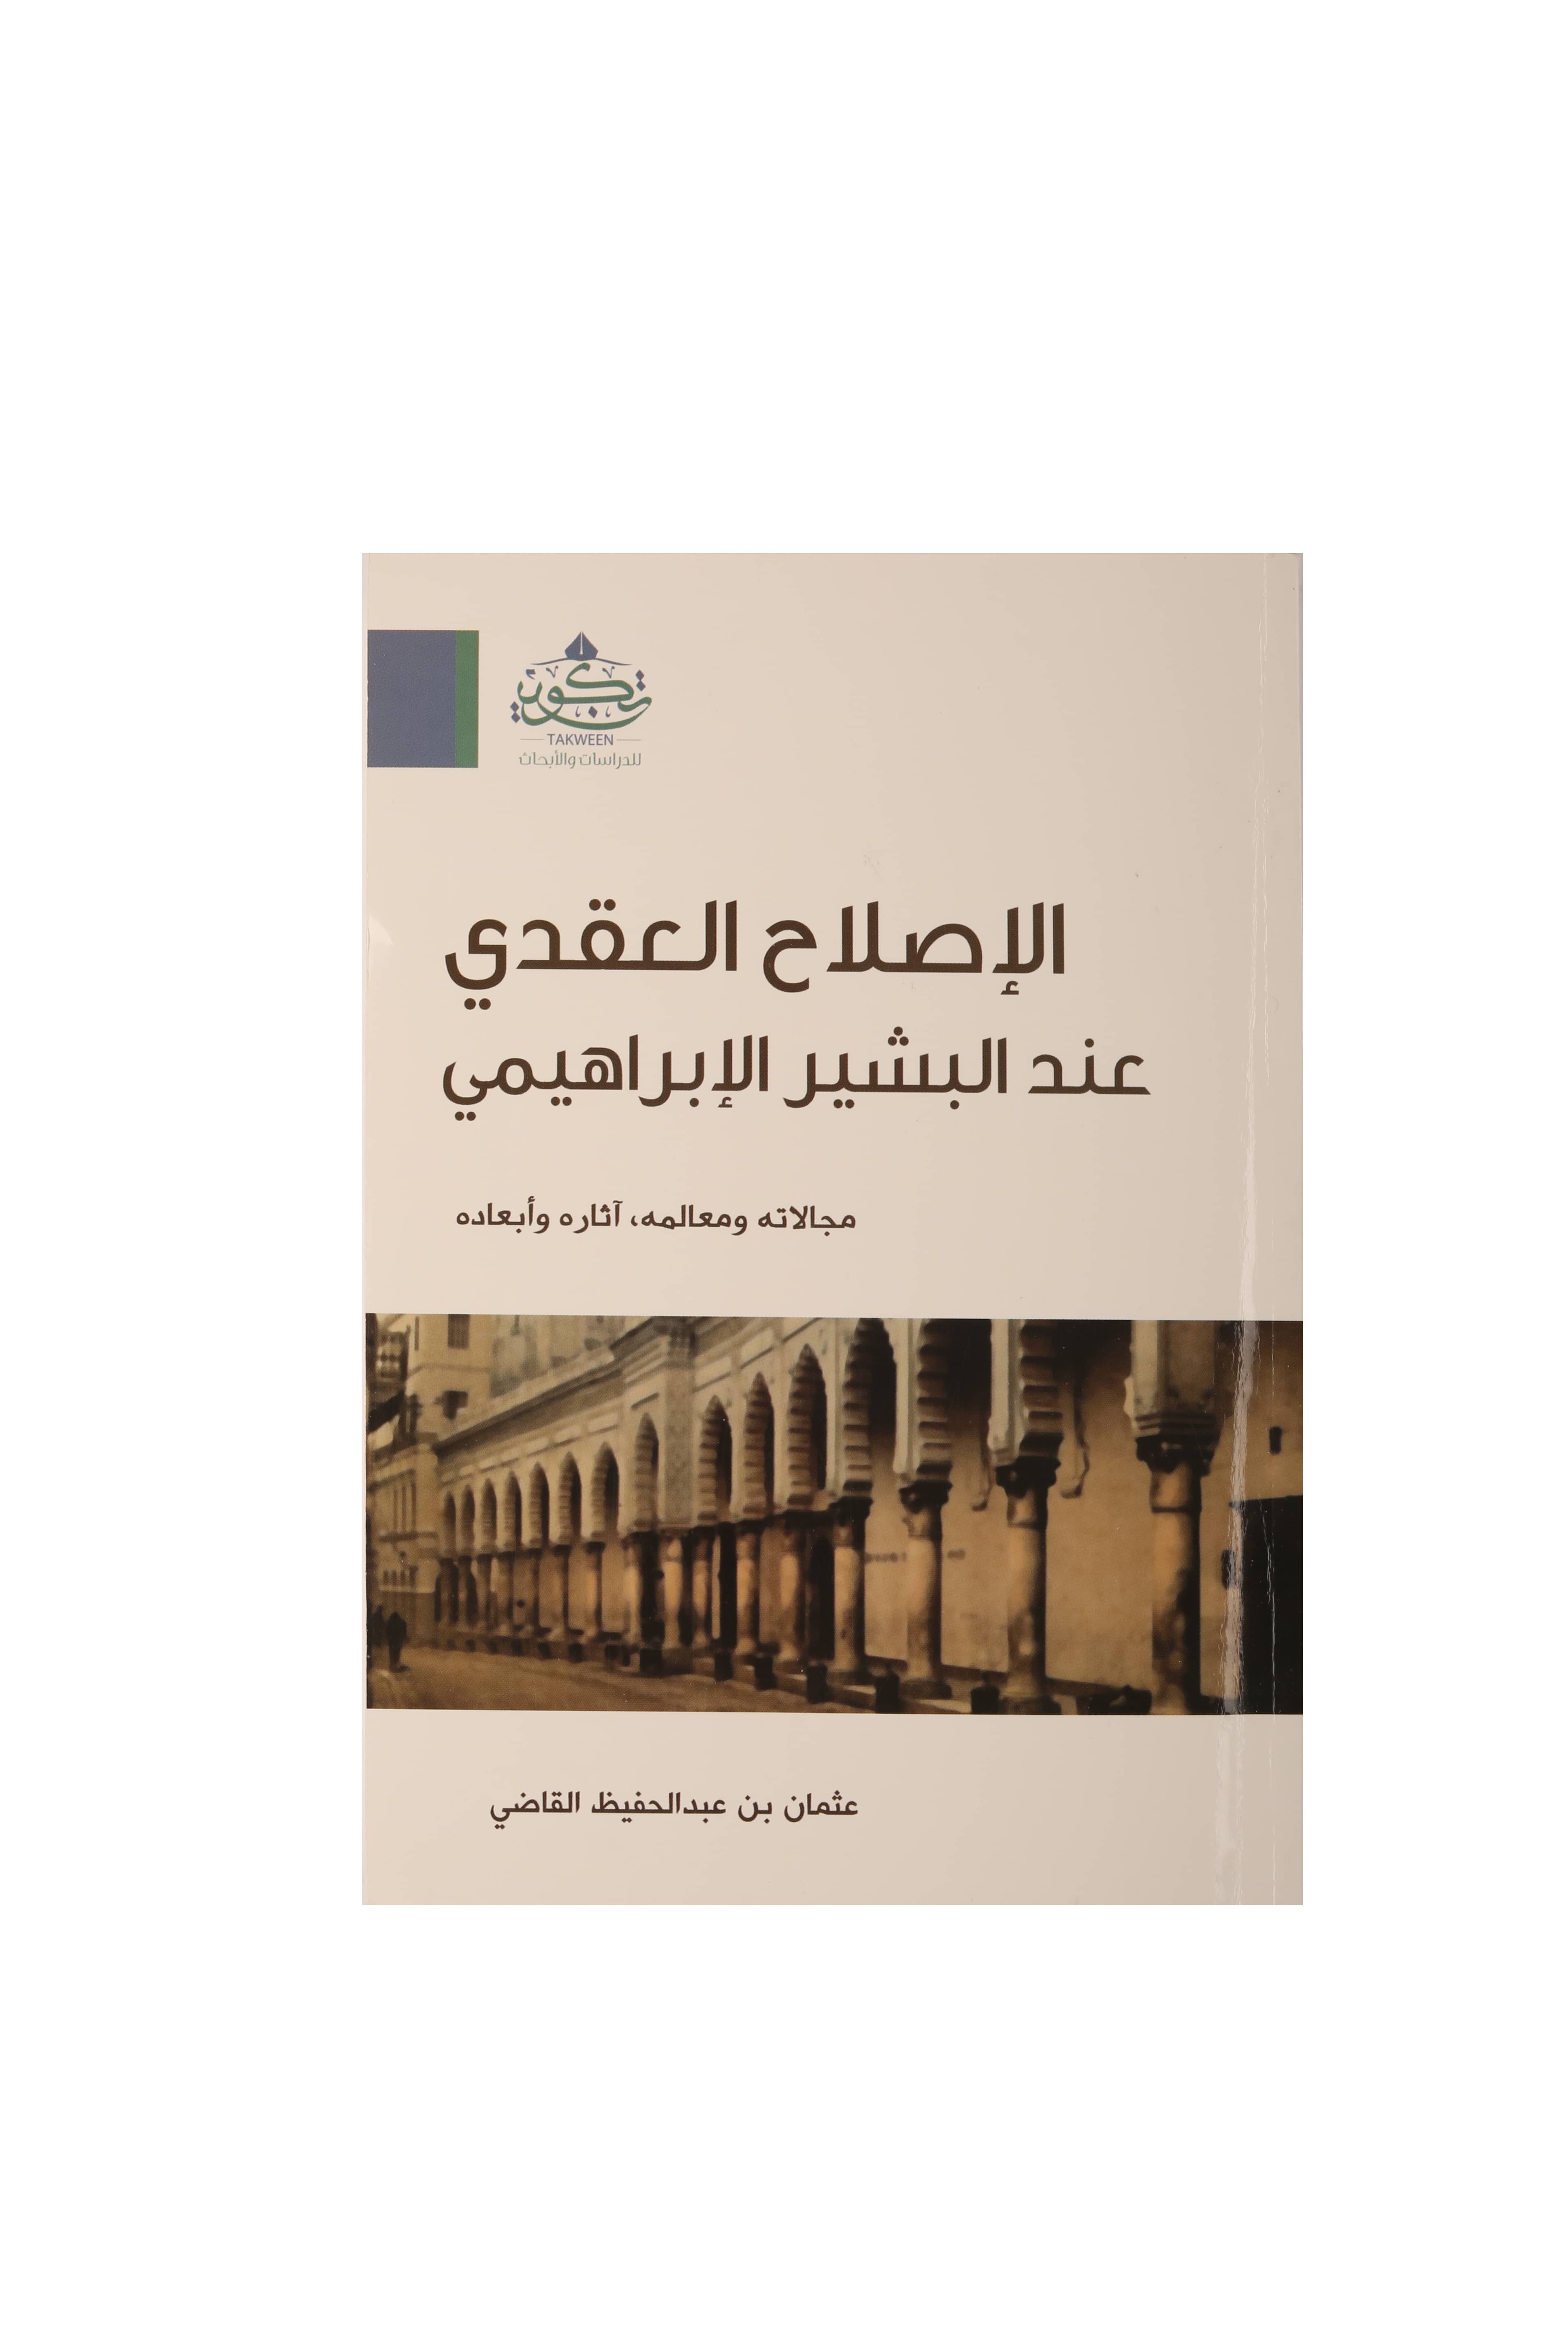 تكوين
TAKWEEN
للدراسات والأبحاث
الإصلاح العقدي
عند البشير الإبراهيمي
مجالاته ومعالمه، آثاره وأبعاده
عثمان بن عبدالحفيظ القاضي